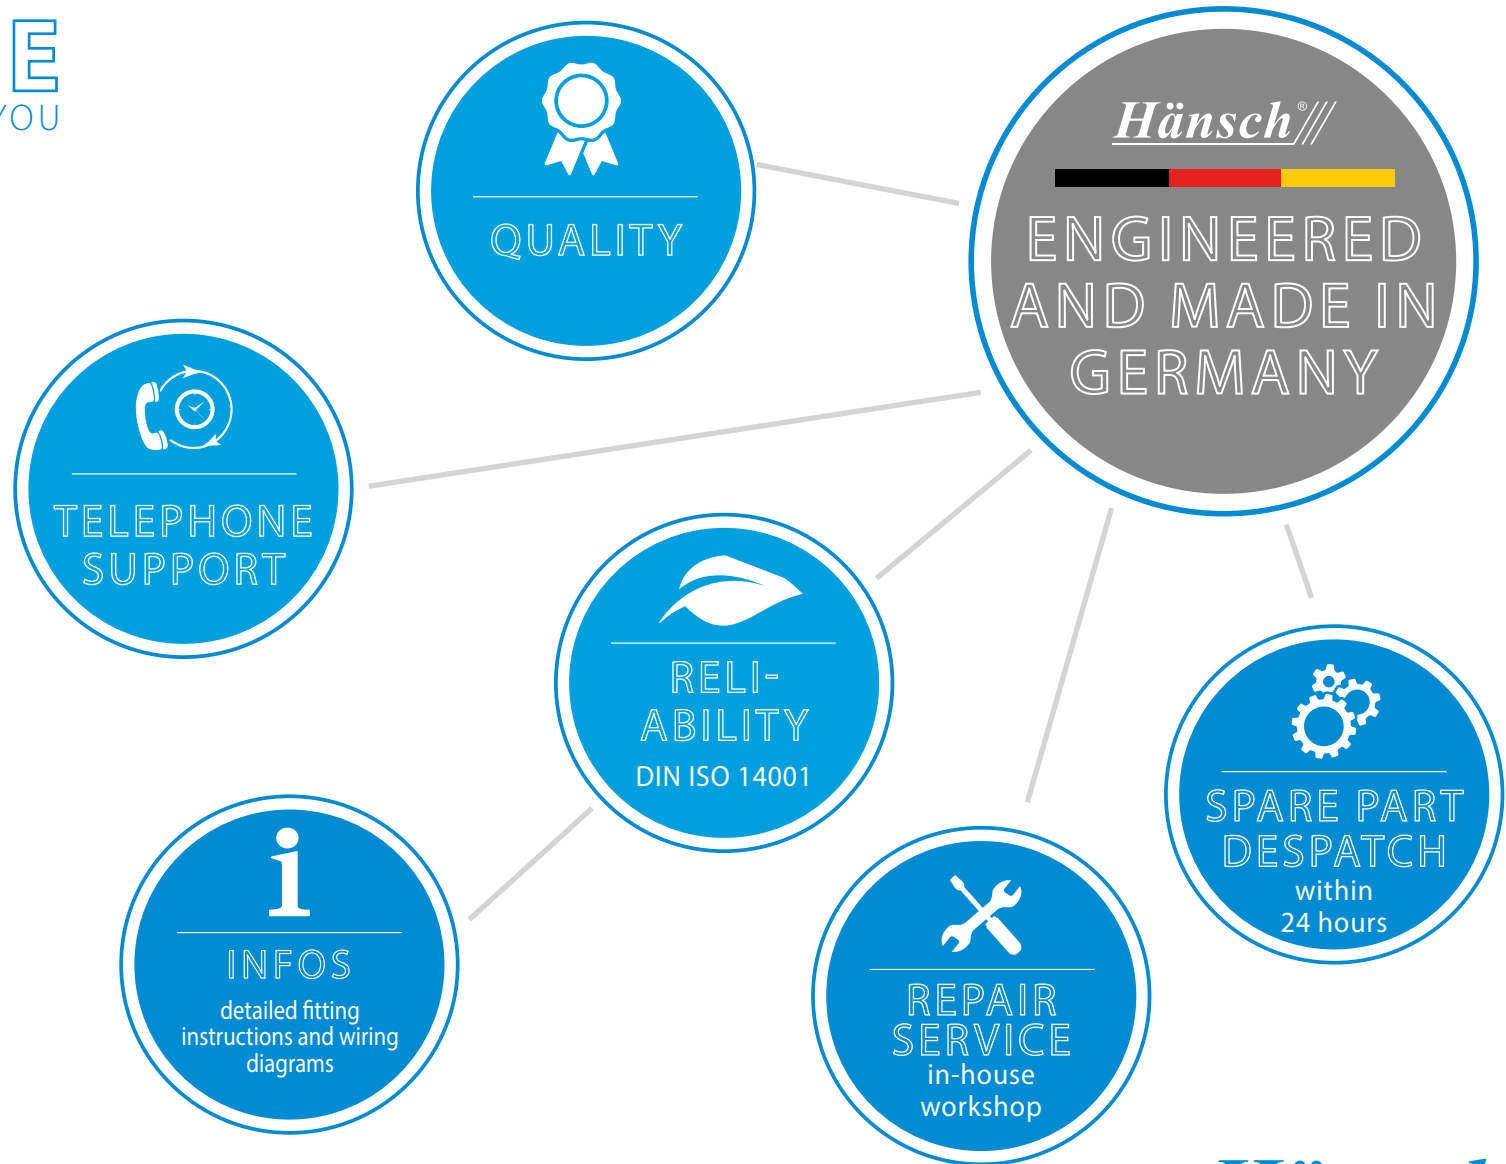 E
YOU
QUALITY
Hänsch®
ENGINEERED
AND MADE IN
GERMANY
TELEPHONE
SUPPORT
RELI-
ABILITY
DIN ISO 14001
SPARE PART
DESPATCH
within
24 hours
INFOS
detailed fitting
instructions and wiring
diagrams
REPAIR
SERVICE
in-house
workshop